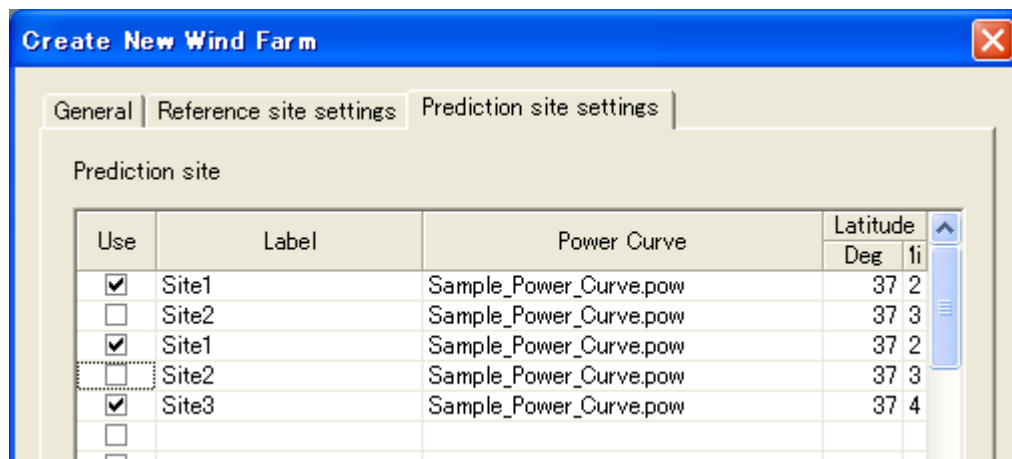 Create New Wind Farm
General Reference site settings Prediction site settings
Prediction site
Use Label Power Curve Latitude
Deg 1i
Site1 Sample_Power_Curve.pow 37 2
Site2 Sample_Power_Curve.pow 37 3
Site1 Sample_Power_Curve.pow 37 2
Site2 Sample_Power_Curve.pow 37 3
Site3 Sample_Power_Curve.pow 37 4